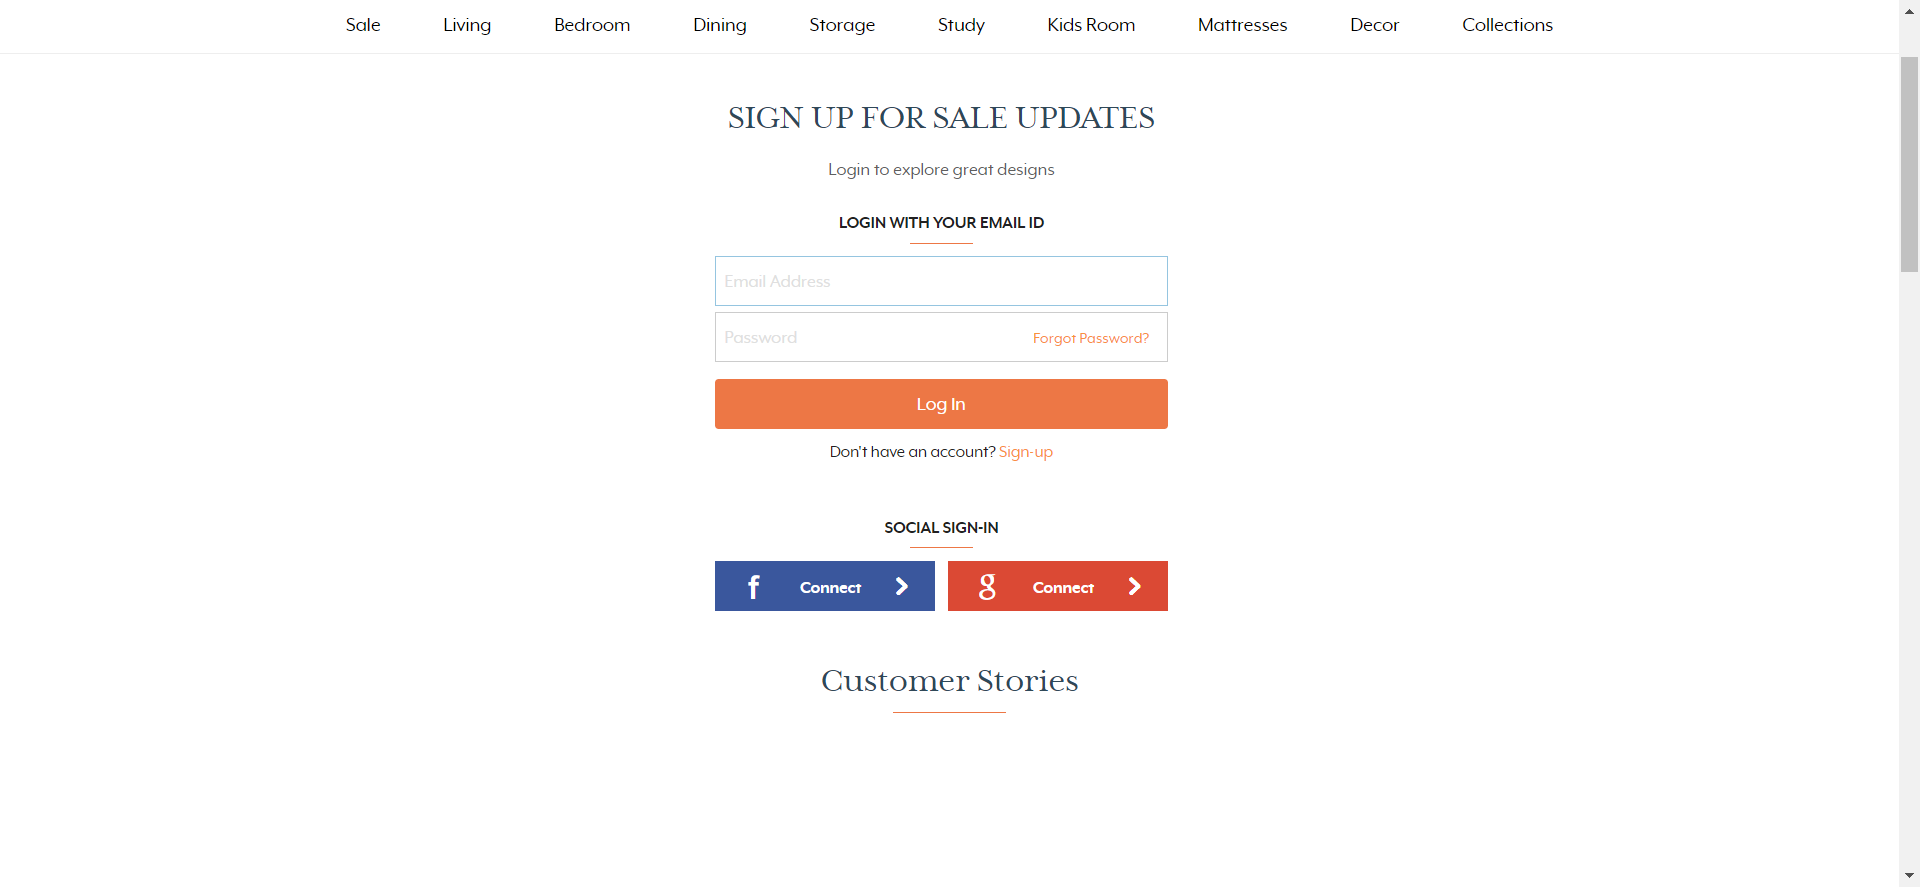 Sale Living Bedroom Dining Storage Study Kids Room Mattresses Decor Collections
SIGN UP FOR SALE UPDATES
Login to explore great designs
LOGIN WITH YOUR EMAIL ID
Email Address
Password Forgot Password?
Log In
Don't have an account? Sign-up
SOCIAL SIGN-IN
f Connect g Connect
Customer Stories